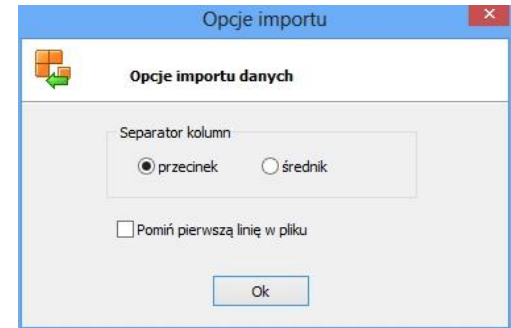 Opcje importu
Opcje importu danych
Separator kolumn
przecinek średnik
Pomiń pierwszą linię w pliku
Ok